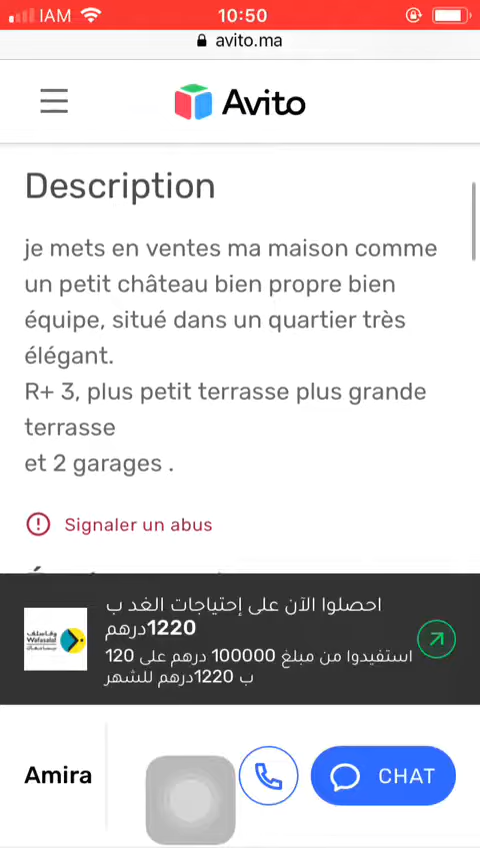 IAM 10:50
avito.ma
Avito
Description
je mets en ventes ma maison comme
un petit château bien propre bien
équipe, situé dans un quartier très
élégant.
R+ 3, plus petit terrasse plus grande
terrasse
et 2 garages .
Signaler un abus
احصلوا الآن على إحتياجات الغد ب
1220درهم
استفيدوا من مبلغ 100000 درهم على 120
ب 1220درهم للشهر
وفاسلف
Wafasalaf
Amira
CHAT